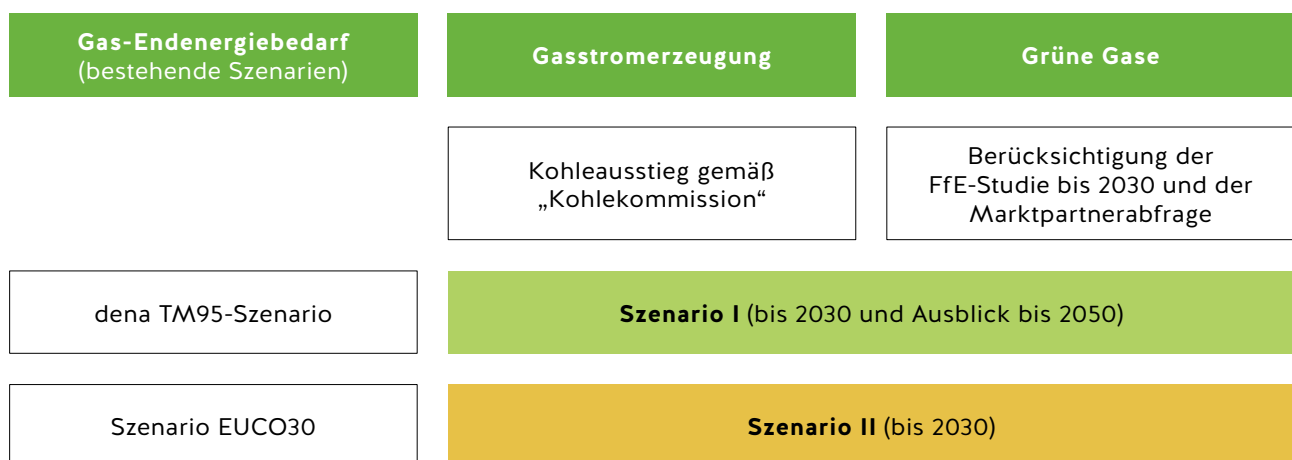 Gas-Endenergiebedarf
(bestehende Szenarien)
Gasstromerzeugung
Grüne Gase
Kohleausstieg gemäß
„Kohlekommission“
Berücksichtigung der
FfE-Studie bis 2030 und der
Marktpartnerabfrage
dena TM95-Szenario
Szenario I (bis 2030 und Ausblick bis 2050)
Szenario EUCO30
Szenario II (bis 2030)